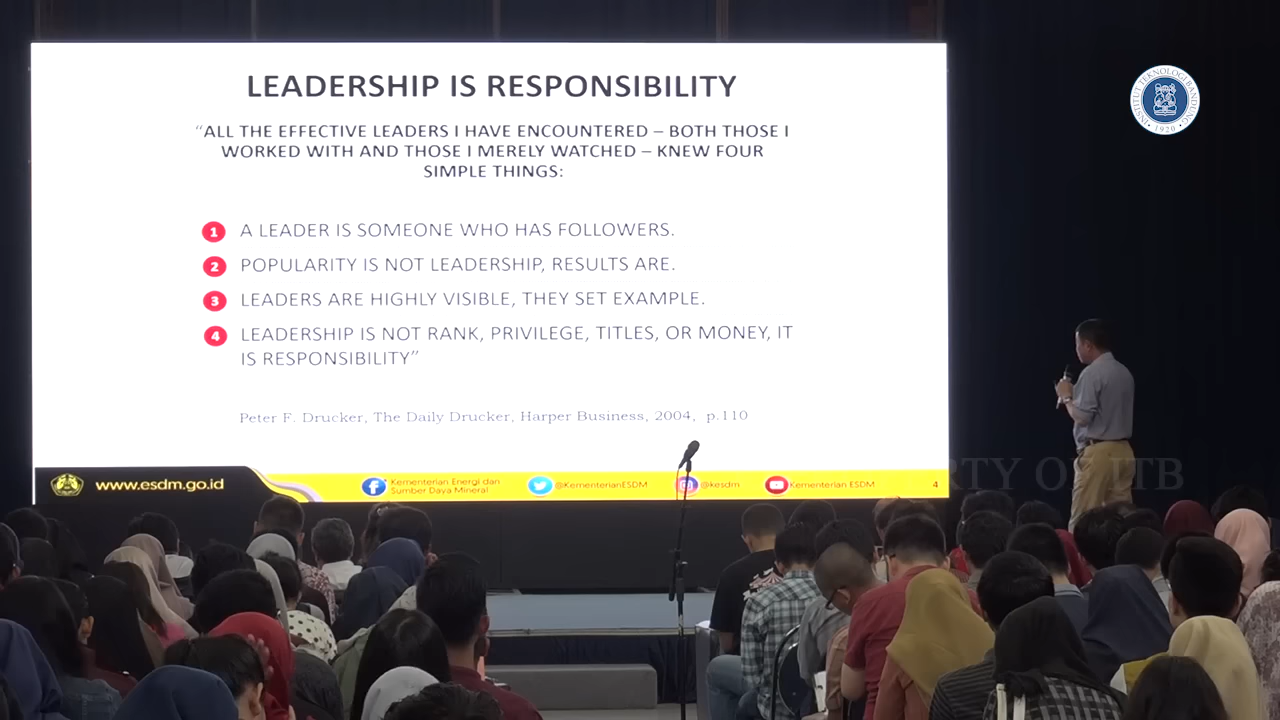 LEADERSHIP IS RESPONSIBILITY
"ALL THE EFFECTIVE LEADERS I HAVE ENCOUNTERED – BOTH THOSE I
WORKED WITH AND THOSE I MERELY WATCHED – KNEW FOUR
SIMPLE THINGS:
1 A LEADER IS SOMEONE WHO HAS FOLLOWERS.
2 POPULARITY IS NOT LEADERSHIP, RESULTS ARE.
3 LEADERS ARE HIGHLY VISIBLE, THEY SET EXAMPLE.
4 LEADERSHIP IS NOT RANK, PRIVILEGE, TITLES, OR MONEY, IT
IS RESPONSIBILITY"
Peter F. Drucker, The Daily Drucker, Harper Business, 2004, p.110
www.esdm.go.id
Kementerian Energi dan
Sumber Daya Mineral
@KementerianESDM
@kesdm
Kementerian ESDM
4
INSTITUT TEKNOLOGI BANDUNG
1920
OF ITB